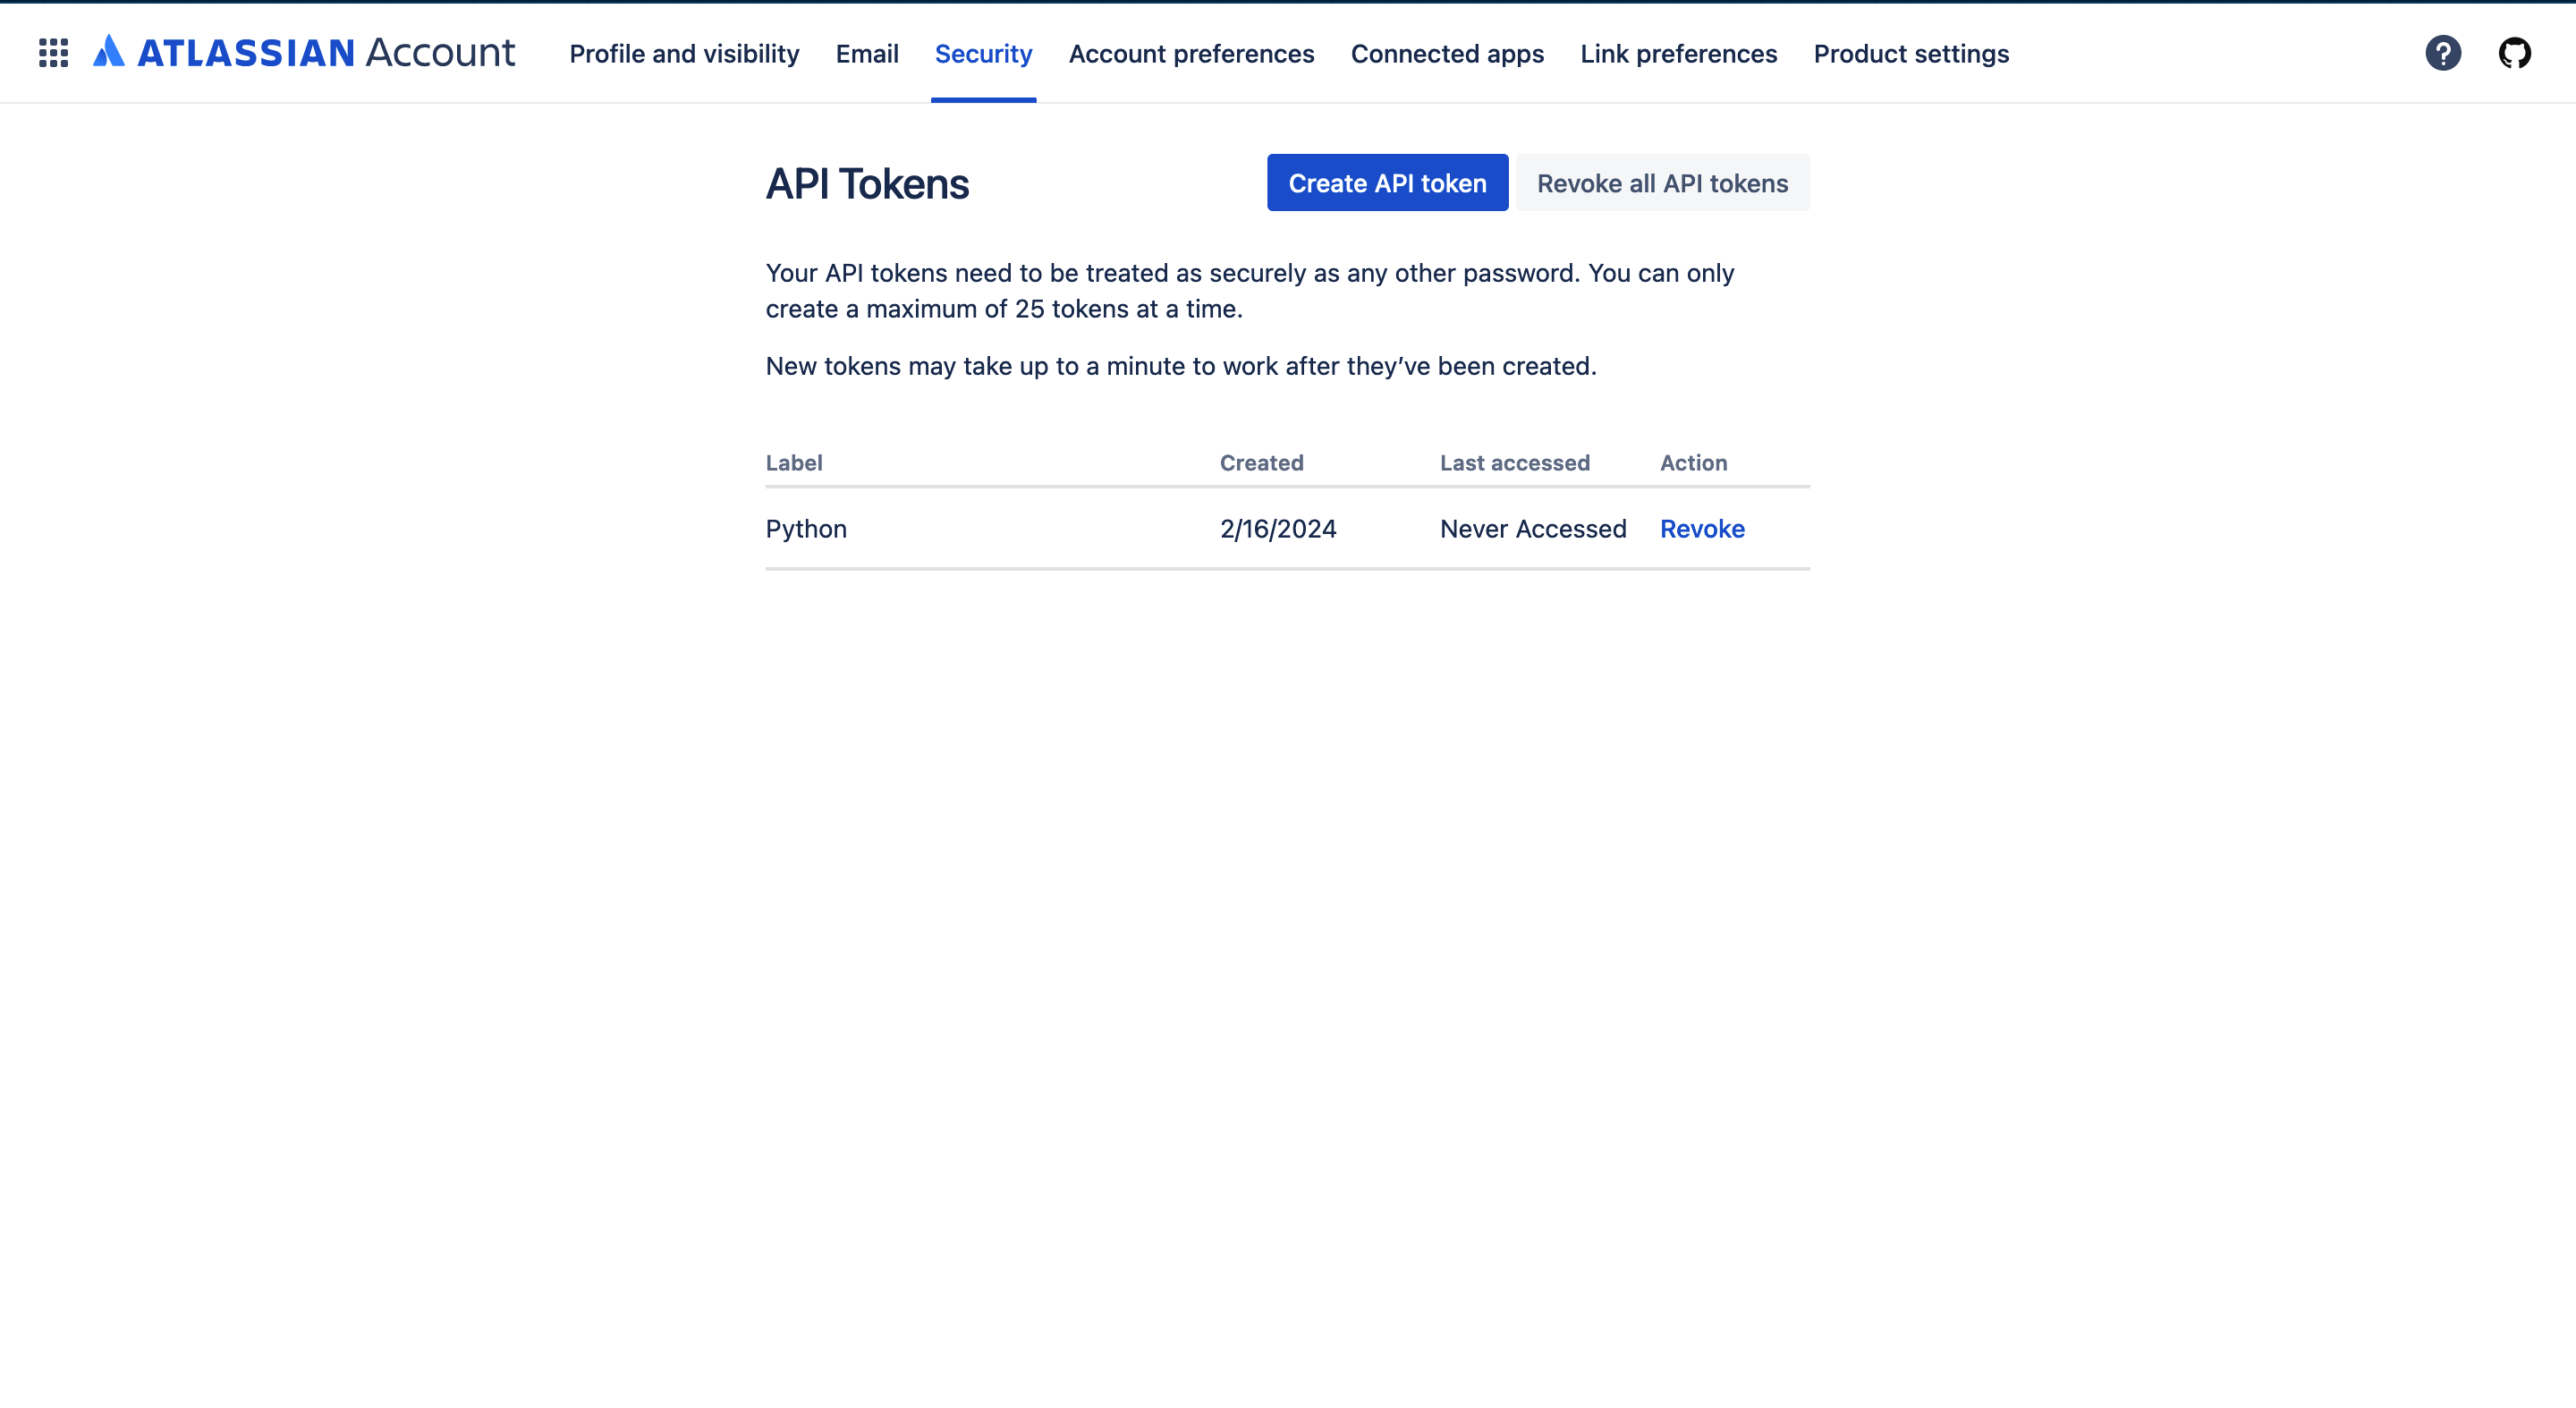 ATLASSIAN Account Profile and visibility Email Security Account preferences Connected apps Link preferences Product settings ?
API Tokens Create API token Revoke all API tokens
Your API tokens need to be treated as securely as any other password. You can only
create a maximum of 25 tokens at a time.
New tokens may take up to a minute to work after they’ve been created.
Label Created Last accessed Action
Python 2/16/2024 Never Accessed Revoke